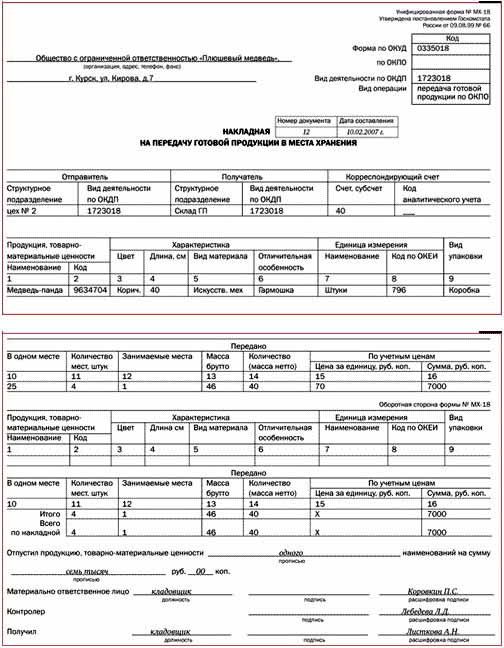 Унифицированная форма № МХ-18
Утверждена постановлением Госкомстата
России от 09.08.99 № 66
Код
Форма по ОКУД 0335018
Общество с ограниченной ответственностью «Плюшевый медведь», по ОКПО
(организация, адрес, телефон, факс)
г. Курск, ул. Кирова, д.7 Вид деятельности по ОКДП 1723018
Вид операции передача готовой продукции по ОКПО
Номер документа Дата составления
НАКЛАДНАЯ 12 10.02.2007 г.
НА ПЕРЕДАЧУ ГОТОВОЙ ПРОДУКЦИИ В МЕСТА ХРАНЕНИЯ
Отправитель Получатель Корреспондирующий счет
Структурное подразделение Вид деятельности по ОКДП Структурное подразделение Вид деятельности по ОКДП Счет, субсчет Код аналитического учета
цех № 2 1723018 Склад ГП 1723018 40 —
Продукция, товарно-материальные ценности Характеристика Единица измерения Вид упаковки
Наименование Код Цвет Длина, см Вид материала Отличительная особенность Наименование Код по ОКЕИ
1 2 3 4 5 6 7 8 9
Медведь-панда 9634704 Корич. 40 Искусств. мех Гармошка Штуки 796 Коробка
Передано
В одном месте Количество мест, штук Занимаемые места Масса брутто Количество (масса нетто) По учетным ценам
Цена за единицу, руб. коп. Сумма, руб. коп.
10 11 12 13 14 15 16
25 4 1 46 40 70 7000
Оборотная сторона формы № МХ-18
Продукция, товарно-материальные ценности Характеристика Единица измерения Вид упаковки
Наименование Код Цвет Длина см Вид материала Отличительная особенность Наименование Код по ОКЕИ
1 2 3 4 5 6 7 8 9
Передано
В одном месте Количество мест. штук Занимаемые места Масса брутто Количество (масса нетто) По учетным ценам
Цена за единицу, руб. коп. Сумма, руб. коп.
10 11 12 13 14 15 16
Итого 4 1 46 40 X 7000
Всего по накладной 4 1 46 40 X 7000
Отпустил продукцию, товарно-материальные ценности одного наименований на сумму
прописью
семь тысяч руб. 00 коп.
прописью
Материально ответственное лицо кладовщик Коровкин П.С.
должность подпись расшифровка подписи
Контролер Лебедева Л.Д.
подпись расшифровка подписи
Получил кладовщик Листкова А.Н.
должность подпись расшифровка подписи